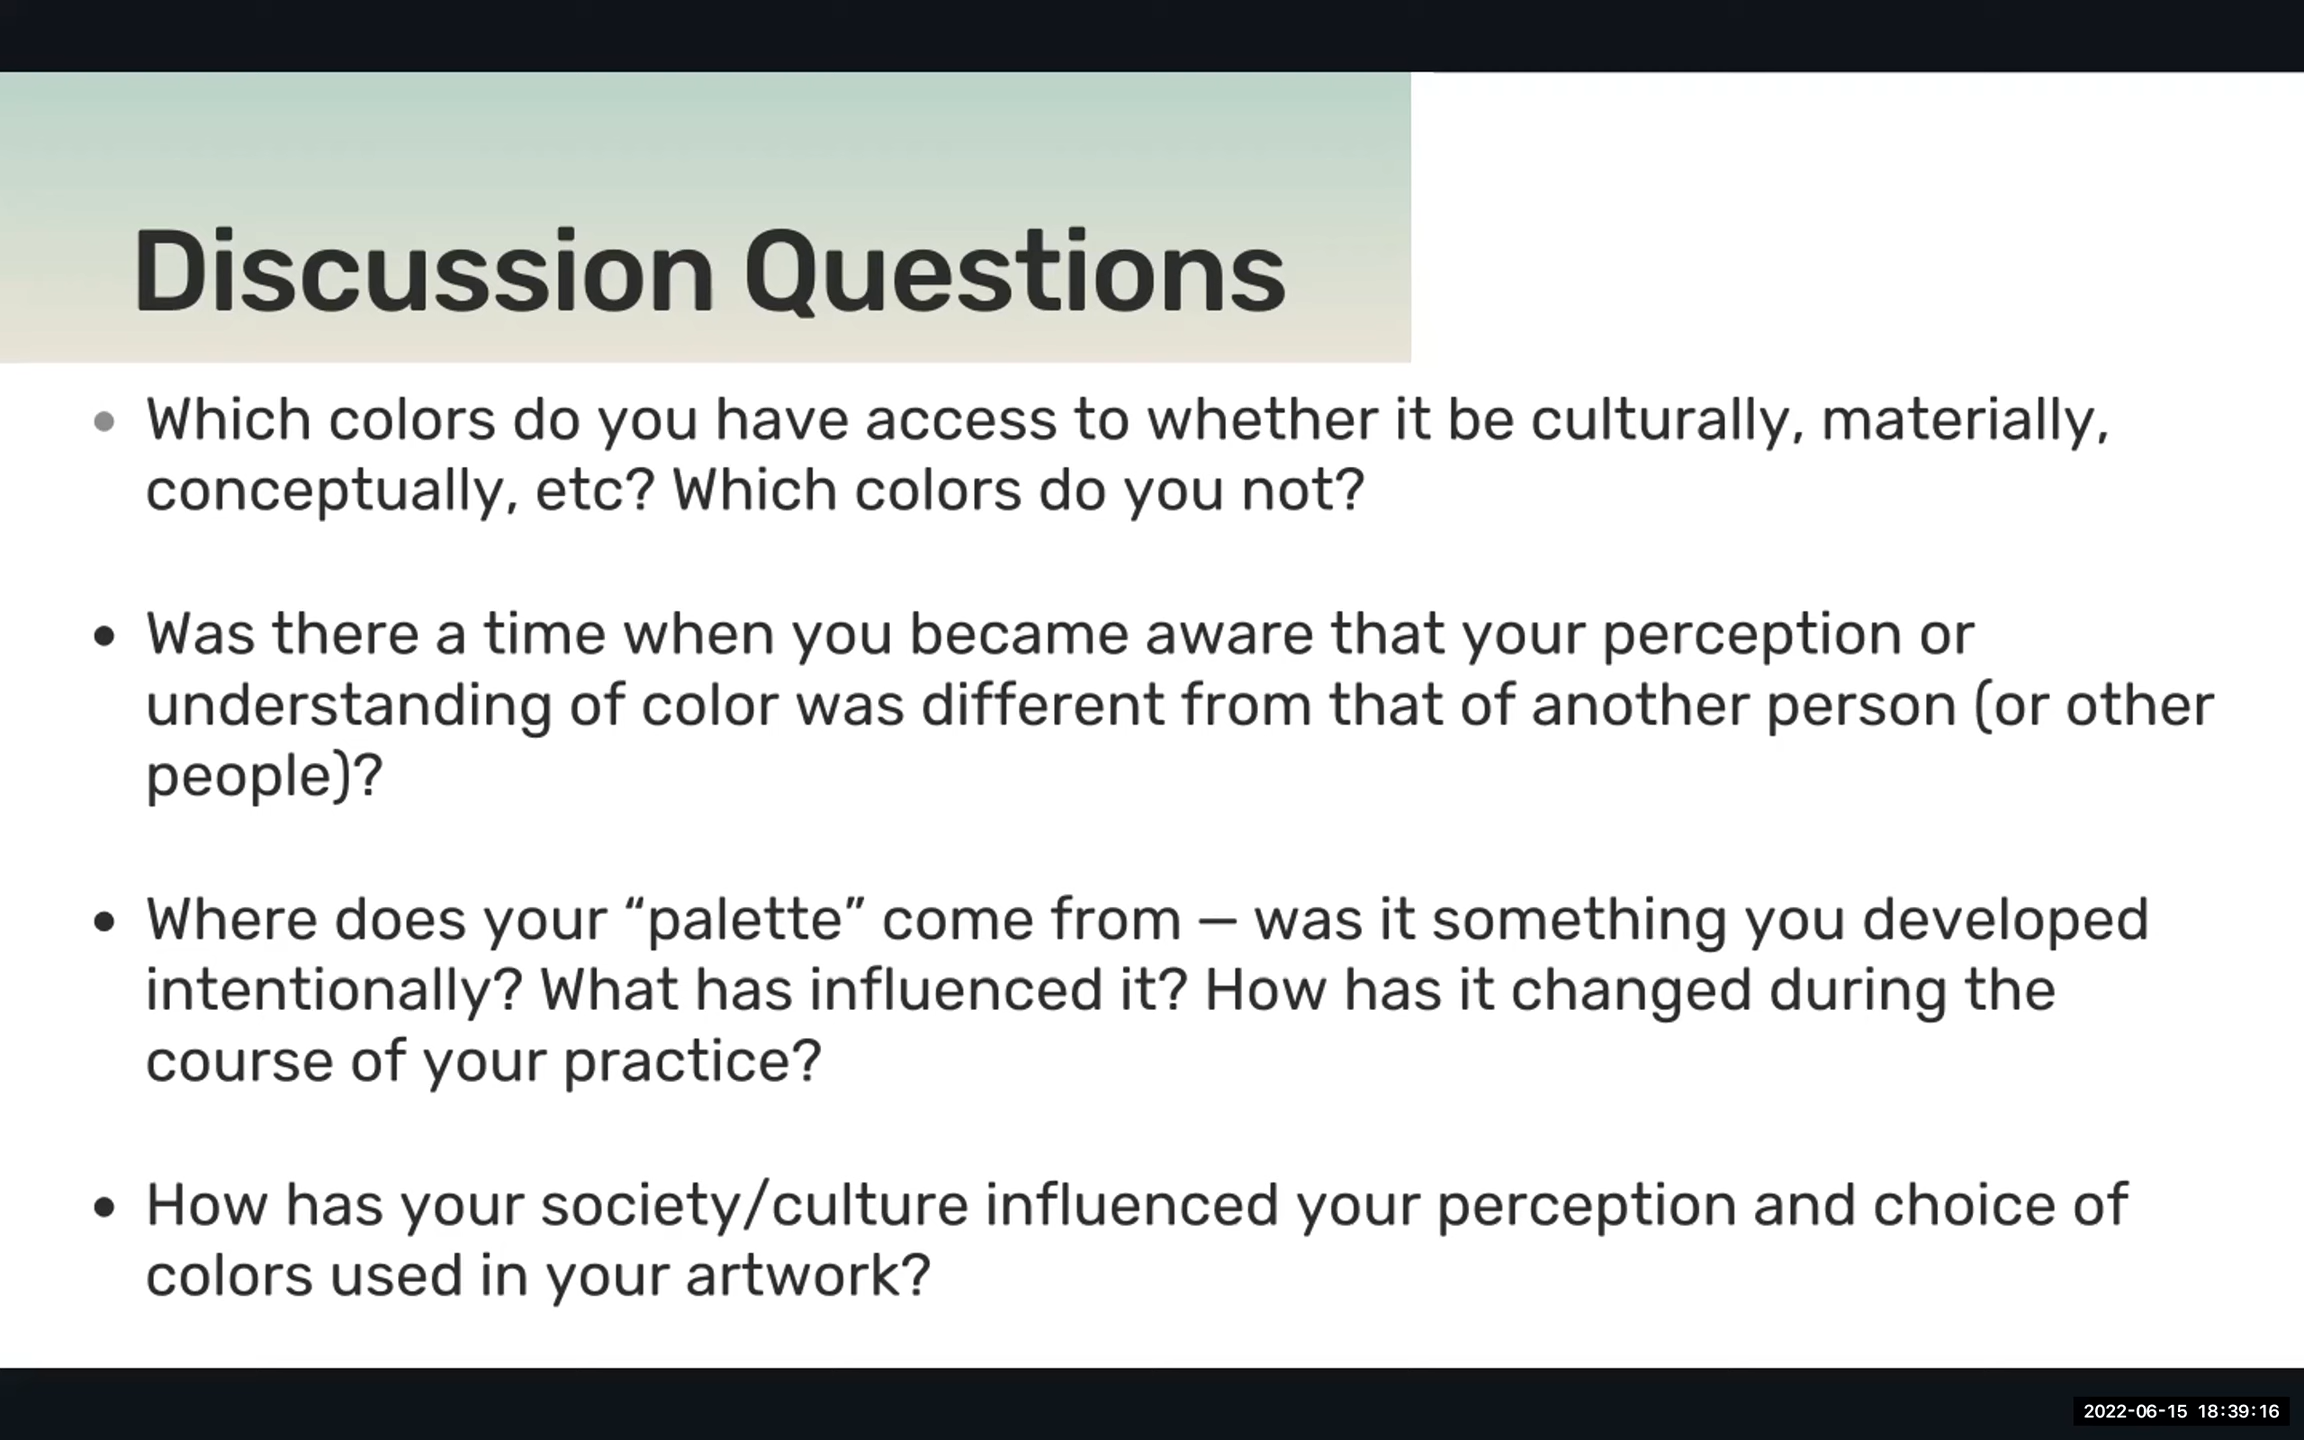 Discussion Questions
• Which colors do you have access to whether it be culturally, materially,
conceptually, etc? Which colors do you not?
• Was there a time when you became aware that your perception or
understanding of color was different from that of another person (or other
people)?
• Where does your “palette” come from — was it something you developed
intentionally? What has influenced it? How has it changed during the
course of your practice?
• How has your society/culture influenced your perception and choice of
colors used in your artwork?
2022-06-15 18:39:16